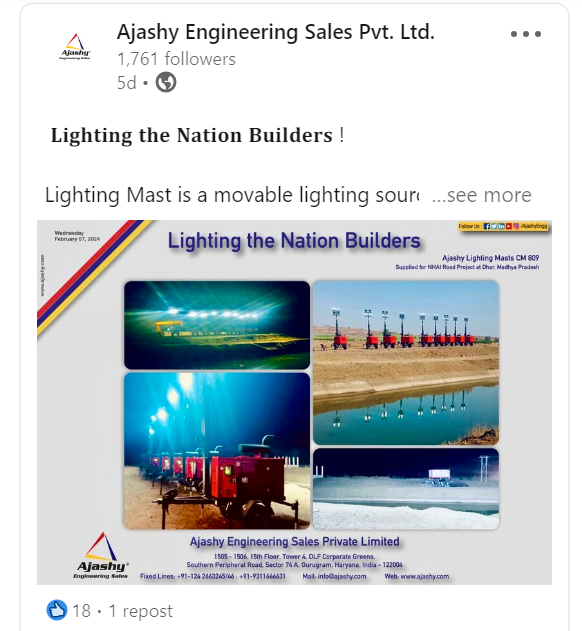 Ajashy Engineering Sales Pvt. Ltd.
1,761 followers
5d •
Lighting the Nation Builders !
Lighting Mast is a movable lighting sour ...see more
Wednesday
February 07, 2024
Lighting the Nation Builders
Follow Us : /AjashyEngg
Ajashy Lighting Masts CM 809
Supplied for NHAI Road Project at Dhar, Madhya Pradesh
www.ajashy.com
Ajashy Engineering Sales Private Limited
1505 - 1506, 15th Floor, Tower 4, DLF Corporate Greens,
Southern Peripheral Road, Sector 74 A, Gurugram, Haryana, India - 122004
Fixed Lines: +91-124 2663245/46 : +91-9311666631 Mail: info@ajashy.com Web: www.ajashy.com
Ajashy®
Engineering Sales
18 • 1 repost